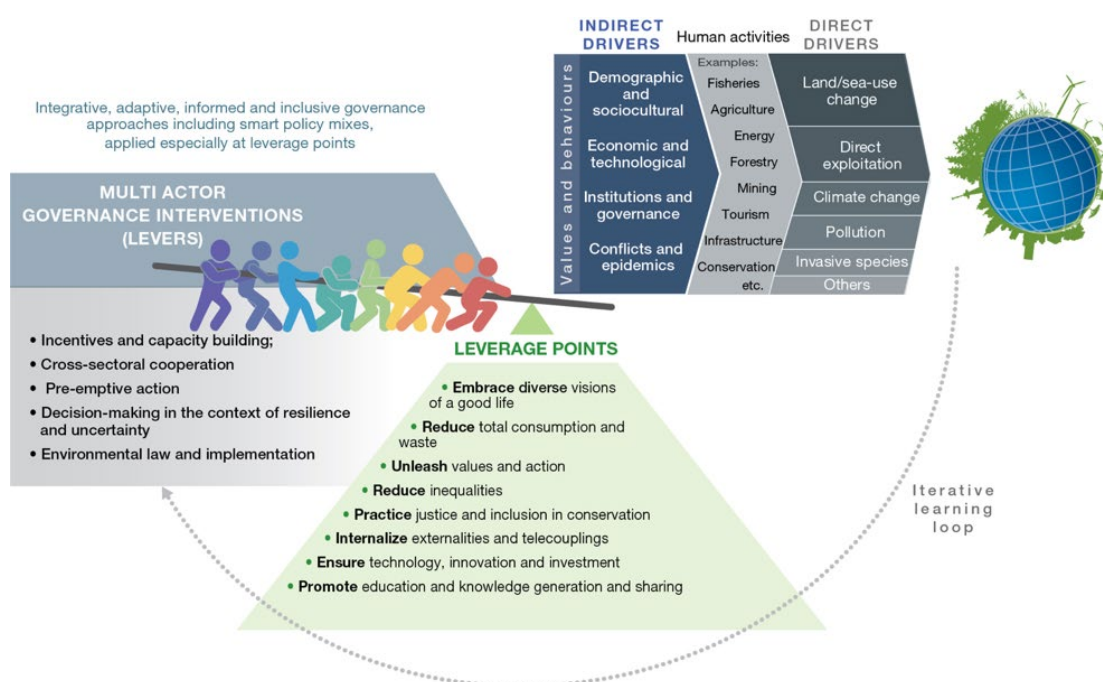 Integrative, adaptive, informed and inclusive governance
approaches including smart policy mixes,
applied especially at leverage points
MULTI ACTOR
GOVERNANCE INTERVENTIONS
(LEVERS)
• Incentives and capacity building;
• Cross-sectoral cooperation
• Pre-emptive action
• Decision-making in the context of resilience
and uncertainty
• Environmental law and implementation
LEVERAGE POINTS
• Embrace diverse visions
of a good life
• Reduce total consumption and
waste
• Unleash values and action
• Reduce inequalities
• Practice justice and inclusion in conservation
• Internalize externalities and telecouplings
• Ensure technology, innovation and investment
• Promote education and knowledge generation and sharing
INDIRECT
DRIVERS
Values and behaviours
Demographic
and
sociocultural
Economic and
technological
Institutions and
governance
Conflicts and
epidemics
Human activities
Examples:
Fisheries
Agriculture
Energy
Forestry
Mining
Tourism
Infrastructure
Conservation
etc.
DIRECT
DRIVERS
Land/sea-use
change
Direct
exploitation
Climate change
Pollution
Invasive species
Others
Iterative
learning
loop